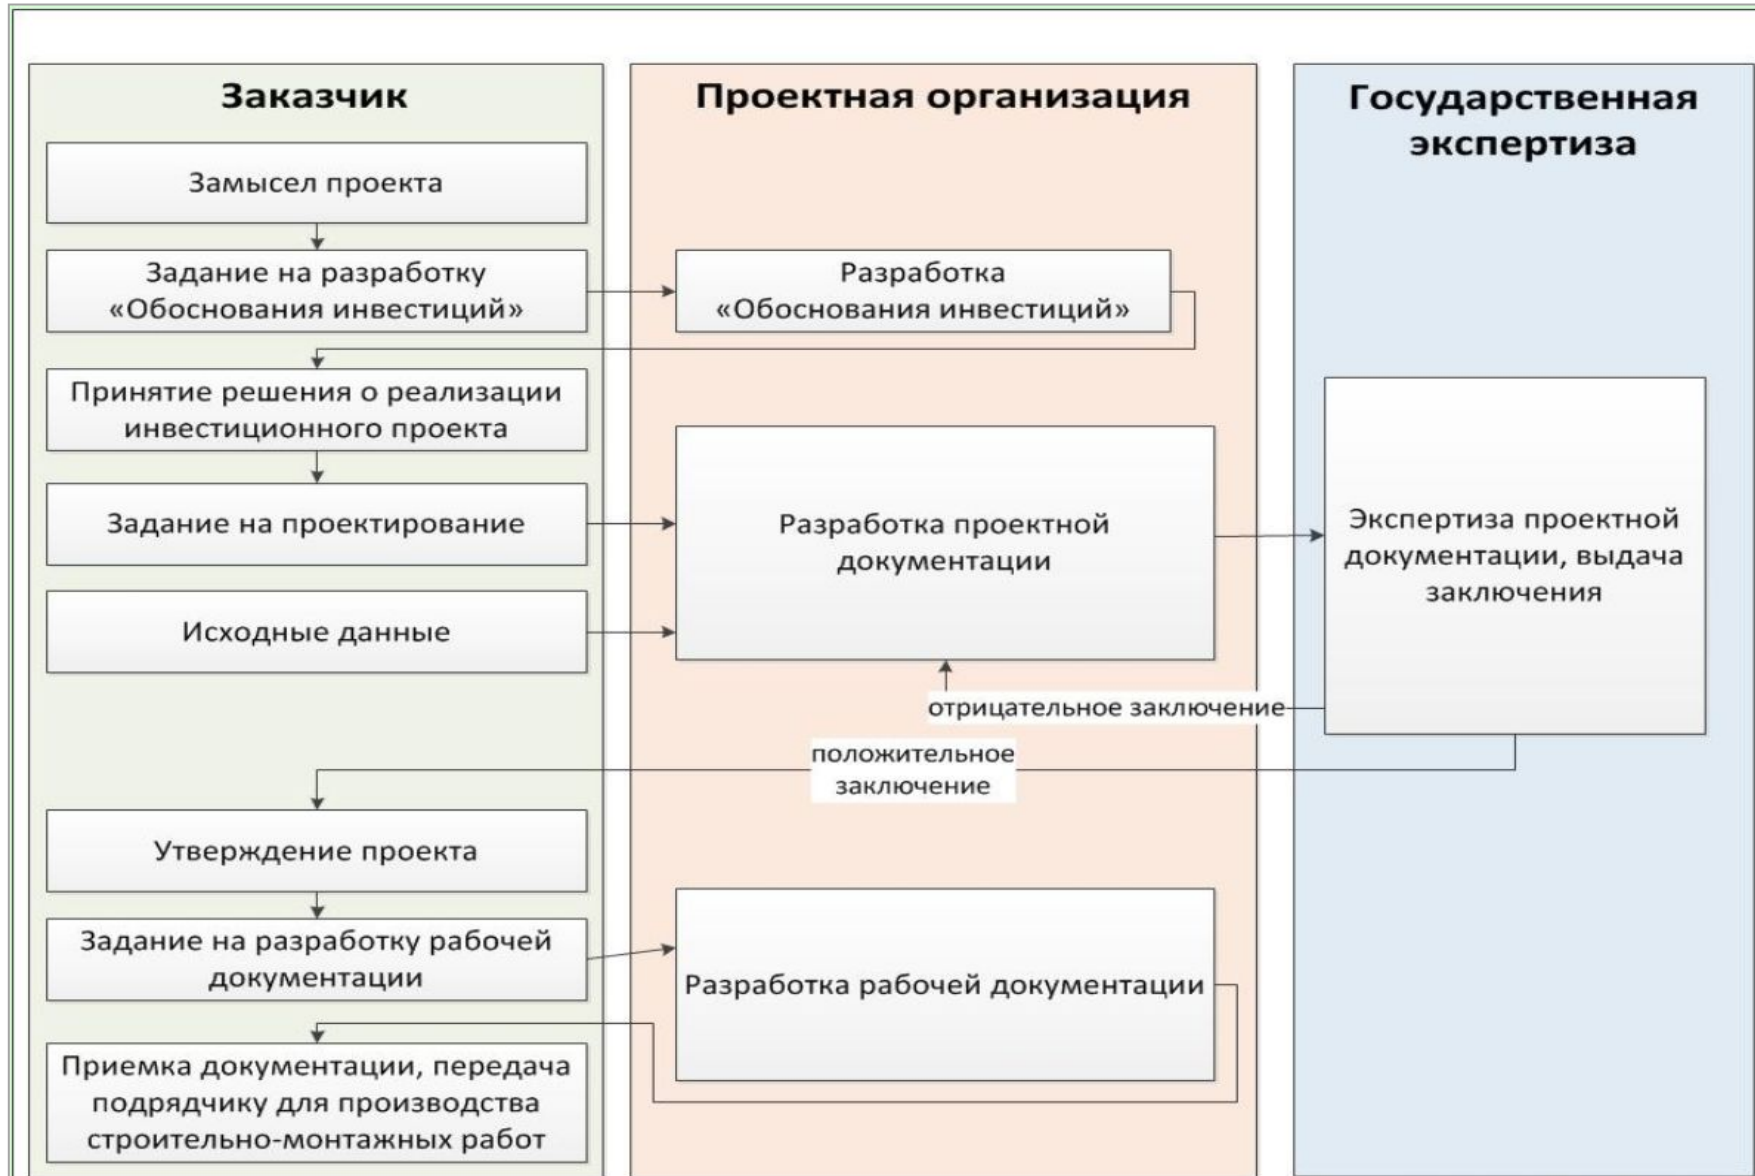 Заказчик
Замысел проекта
Задание на разработку
«Обоснования инвестиций»
Принятие решения о реализации
инвестиционного проекта
Задание на проектирование
Исходные данные
Утверждение проекта
Задание на разработку рабочей
документации
Приемка документации, передача
подрядчику для производства
строительно-монтажных работ
Проектная организация
Разработка
«Обоснования инвестиций»
Разработка проектной
документации
отрицательное заключение
положительное
заключение
Разработка рабочей документации
Государственная
экспертиза
Экспертиза проектной
документации, выдача
заключения